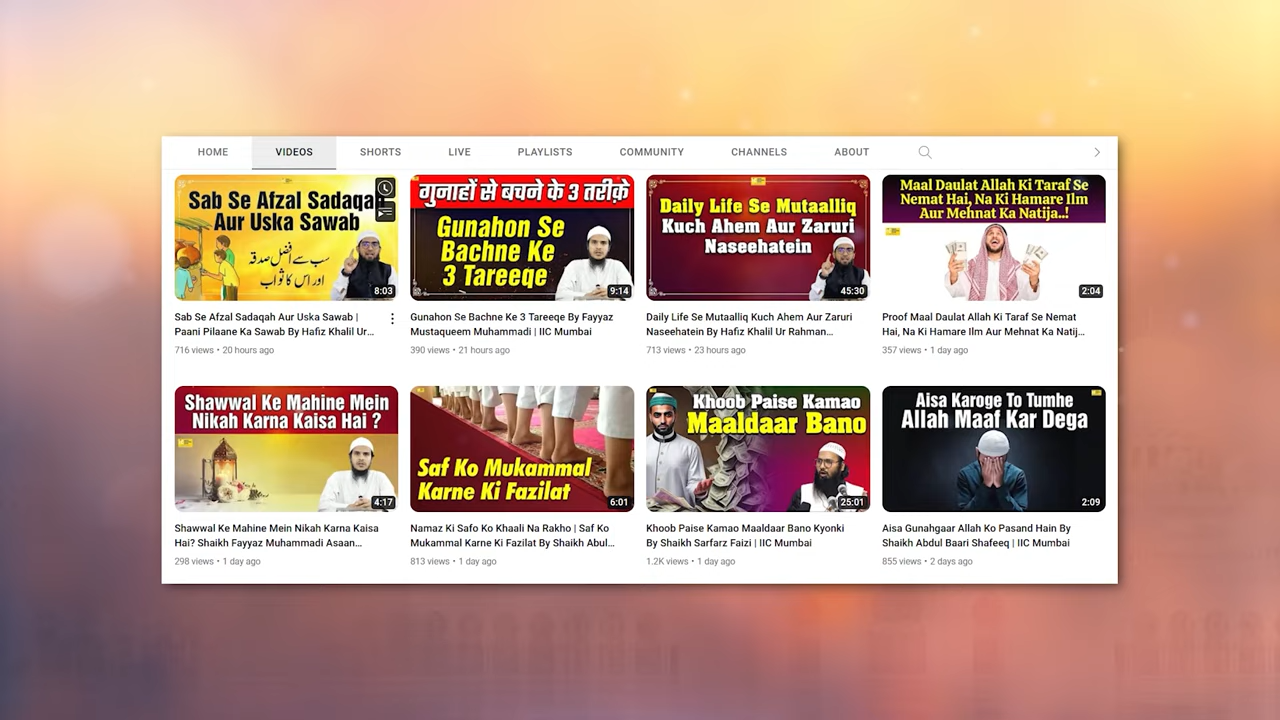 HOME VIDEOS SHORTS LIVE PLAYLISTS COMMUNITY CHANNELS ABOUT
Sab Se Afzal Sadaqah
Aur Uska Sawab
سب سے افضل صدقہ
اور اس کا ثواب
8:03
Sab Se Afzal Sadaqah Aur Uska Sawab |
Paani Pilaane Ka Sawab By Hafiz Khalil Ur...
716 views • 20 hours ago
गुनाहों से बचने के 3 तरीक़े
Gunahon Se
Bachne Ke
3 Tareeqe
9:14
Gunahon Se Bachne Ke 3 Tareeqe By Fayyaz
Mustaqueem Muhammadi | IIC Mumbai
390 views • 21 hours ago
Daily Life Se Mutaalliq
Kuch Ahem Aur Zaruri
Naseehatein
45:30
Daily Life Se Mutaalliq Kuch Ahem Aur Zaruri
Naseehatein By Hafiz Khalil Ur Rahman...
713 views • 23 hours ago
Maal Daulat Allah Ki Taraf Se
Nemat Hai, Na Ki Hamare Ilm
Aur Mehnat Ka Natija..!
2:04
Proof Maal Daulat Allah Ki Taraf Se Nemat
Hai, Na Ki Hamare Ilm Aur Mehnat Ka Natij...
357 views • 1 day ago
Shawwal Ke Mahine Mein
Nikah Karna Kaisa Hai ?
4:17
Shawwal Ke Mahine Mein Nikah Karna Kaisa
Hai? Shaikh Fayyaz Muhammadi Asaan...
298 views • 1 day ago
Saf Ko Mukammal
Karne Ki Fazilat
6:01
Namaz Ki Safo Ko Khaali Na Rakho | Saf Ko
Mukammal Karne Ki Fazilat By Shaikh Abul...
813 views • 1 day ago
Khoob Paise Kamao
Maaldaar Bano
25:01
Khoob Paise Kamao Maaldaar Bano Kyonki
By Shaikh Sarfarz Faizi | IIC Mumbai
1.2K views • 1 day ago
Aisa Karoge To Tumhe
Allah Maaf Kar Dega
2:09
Aisa Gunahgaar Allah Ko Pasand Hain By
Shaikh Abdul Baari Shafeeq | IIC Mumbai
855 views • 2 days ago